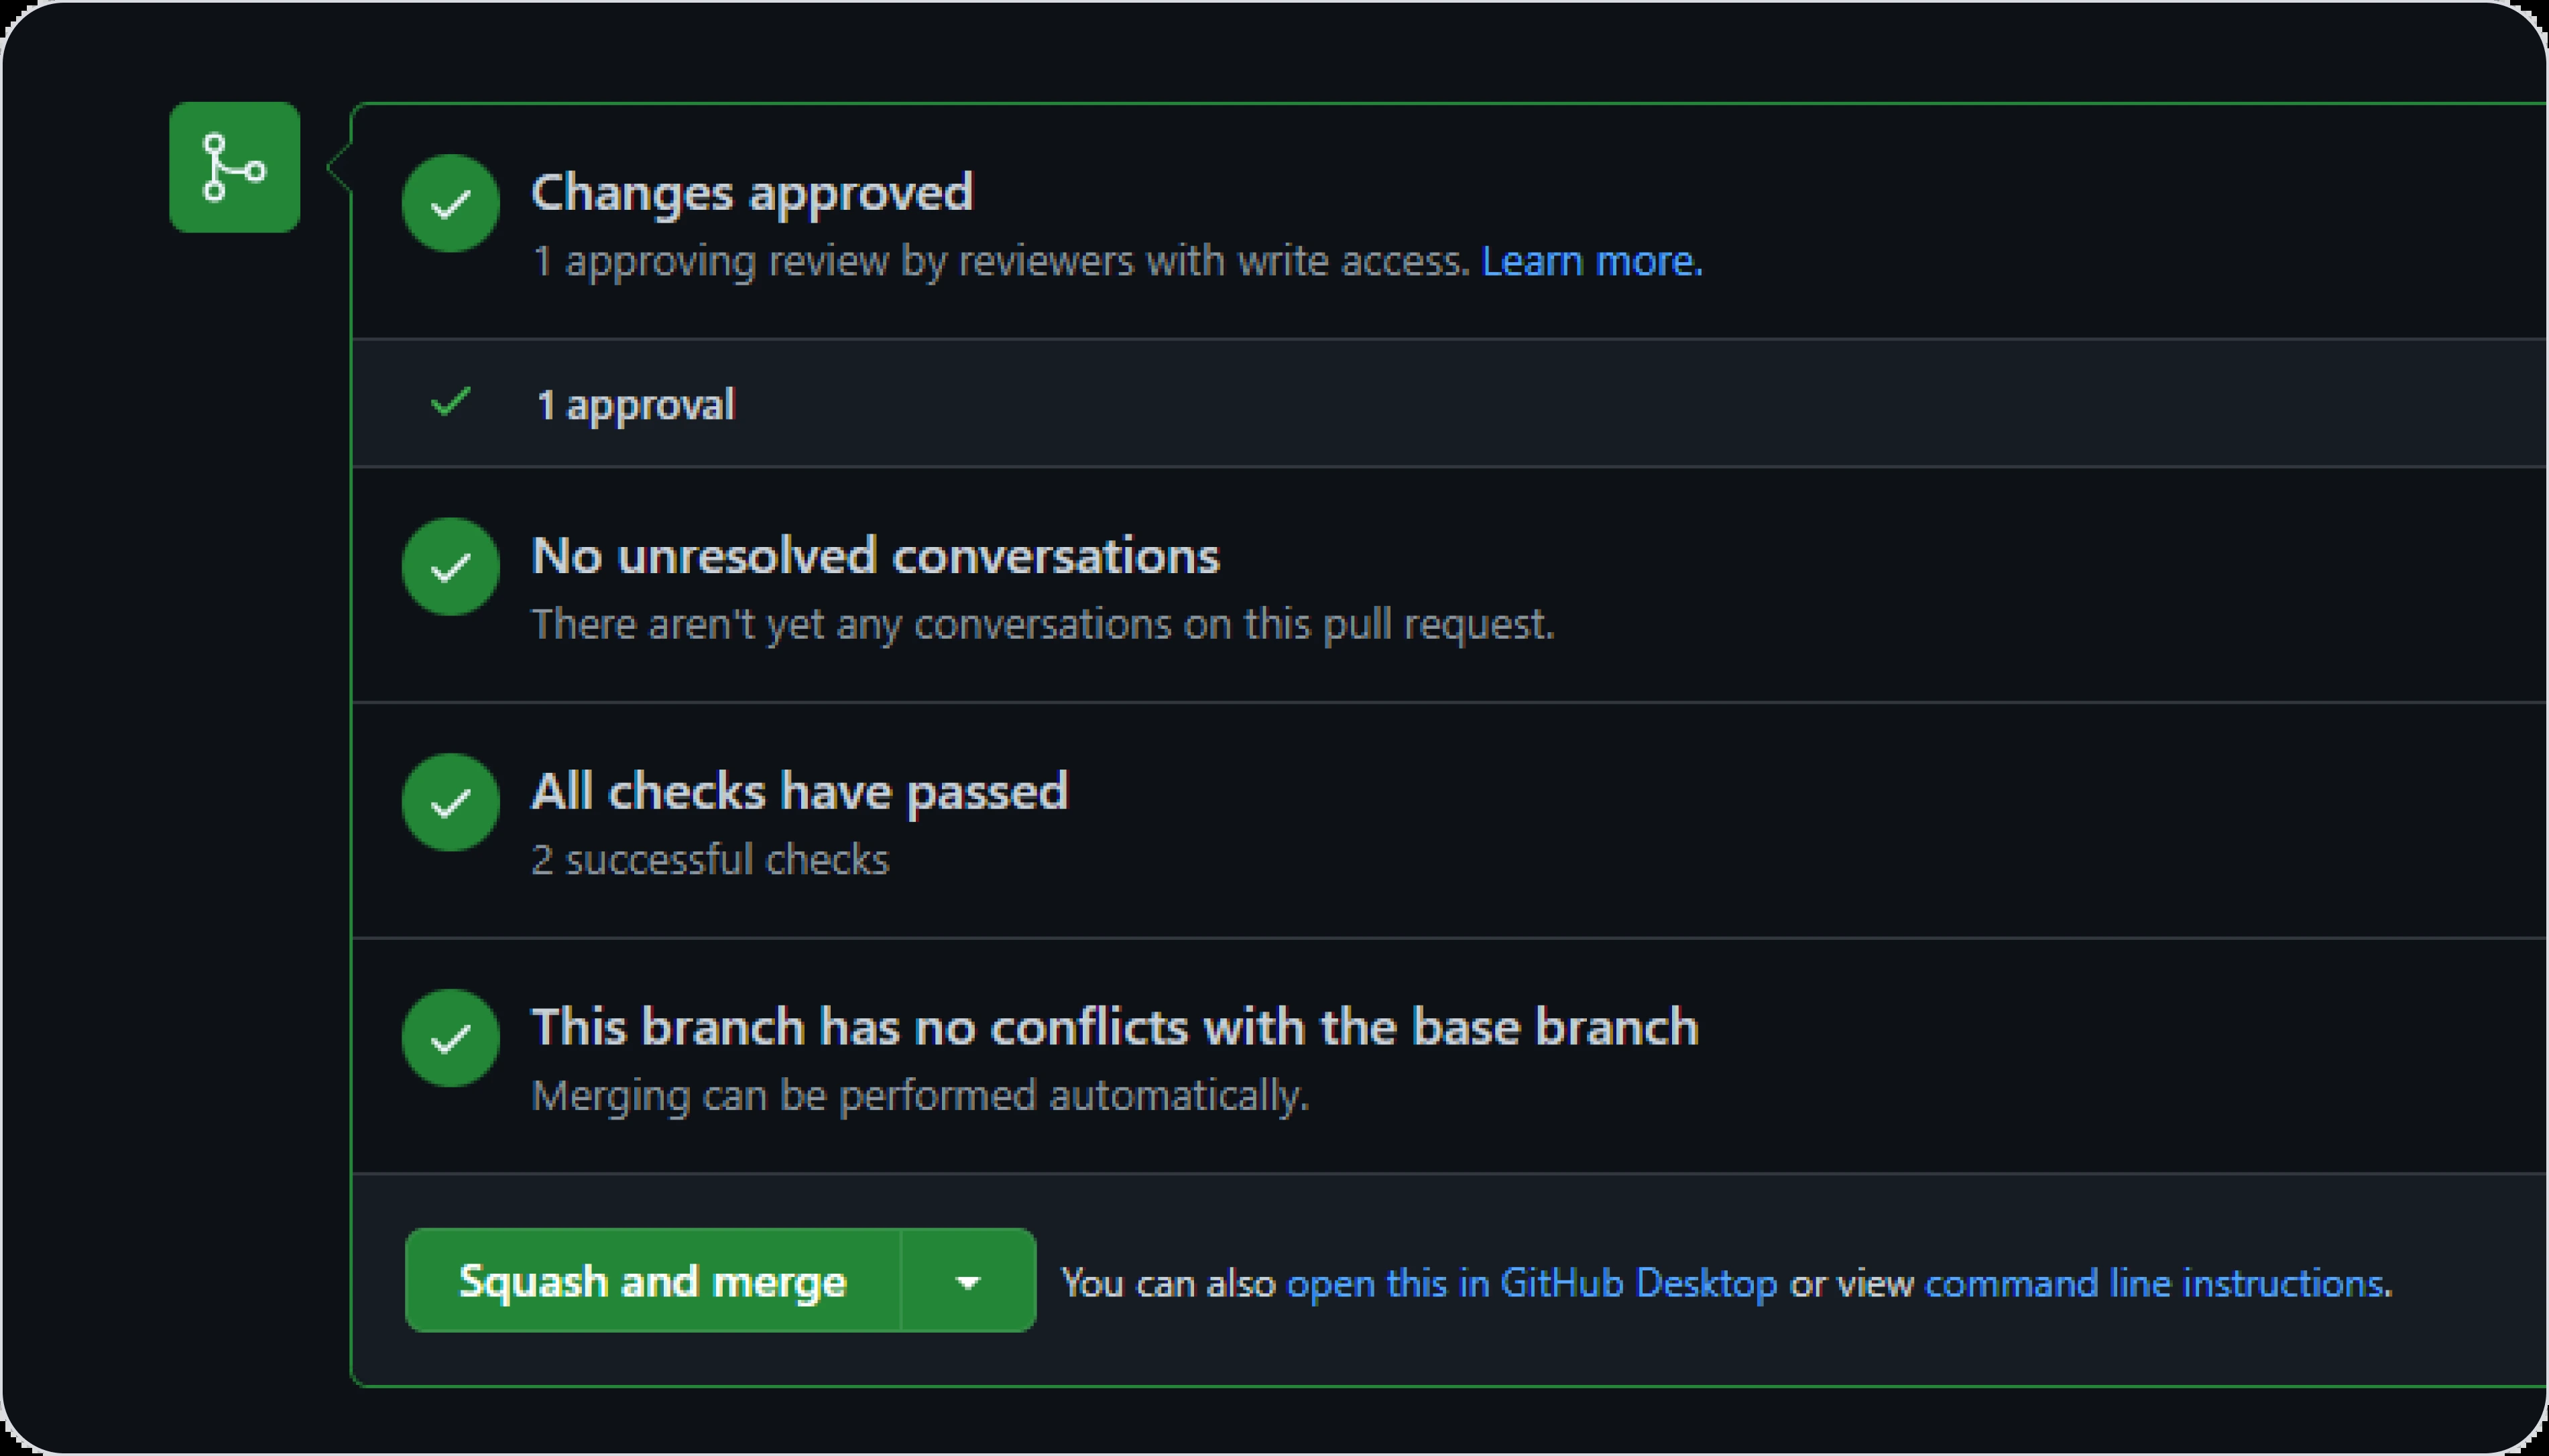 Changes approved
1 approving review by reviewers with write access. Learn more.
1 approval
No unresolved conversations
There aren't yet any conversations on this pull request.
All checks have passed
2 successful checks
This branch has no conflicts with the base branch
Merging can be performed automatically.
Squash and merge
You can also open this in GitHub Desktop or view command line instructions.